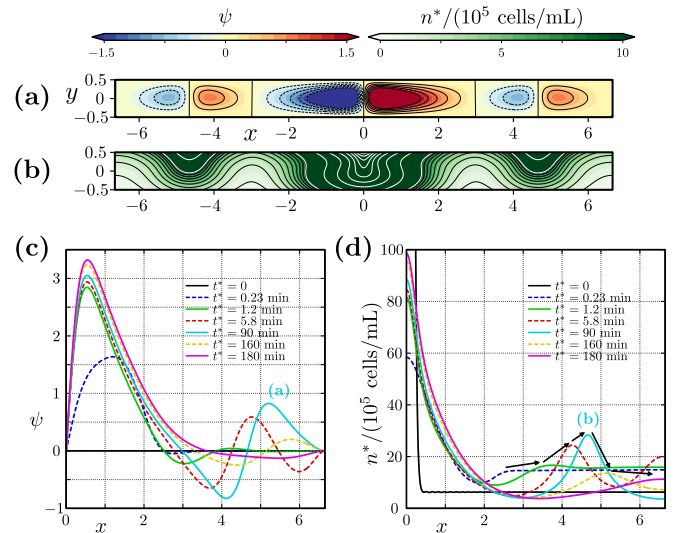 ψ n*/(10⁵ cells/mL)
−1.5 0 1.5 0 5 10
(a) y 0.5 0 −0.5
−6 −4 x −2 0 2 4 6
(b) 0.5 0 −0.5
−6 −4 −2 0 2 4 6
(c) (d)
3
2
1
ψ
0
−1
0 x 2 4 6
t* = 0
t* = 0.23 min
t* = 1.2 min
t* = 5.8 min
t* = 90 min
t* = 160 min
t* = 180 min
(a)
n*/(10⁵ cells/mL)
100
80
60
40
20
0
0 x 2 4 6
t* = 0
t* = 0.23 min
t* = 1.2 min
t* = 5.8 min
t* = 90 min
t* = 160 min
t* = 180 min
(b)